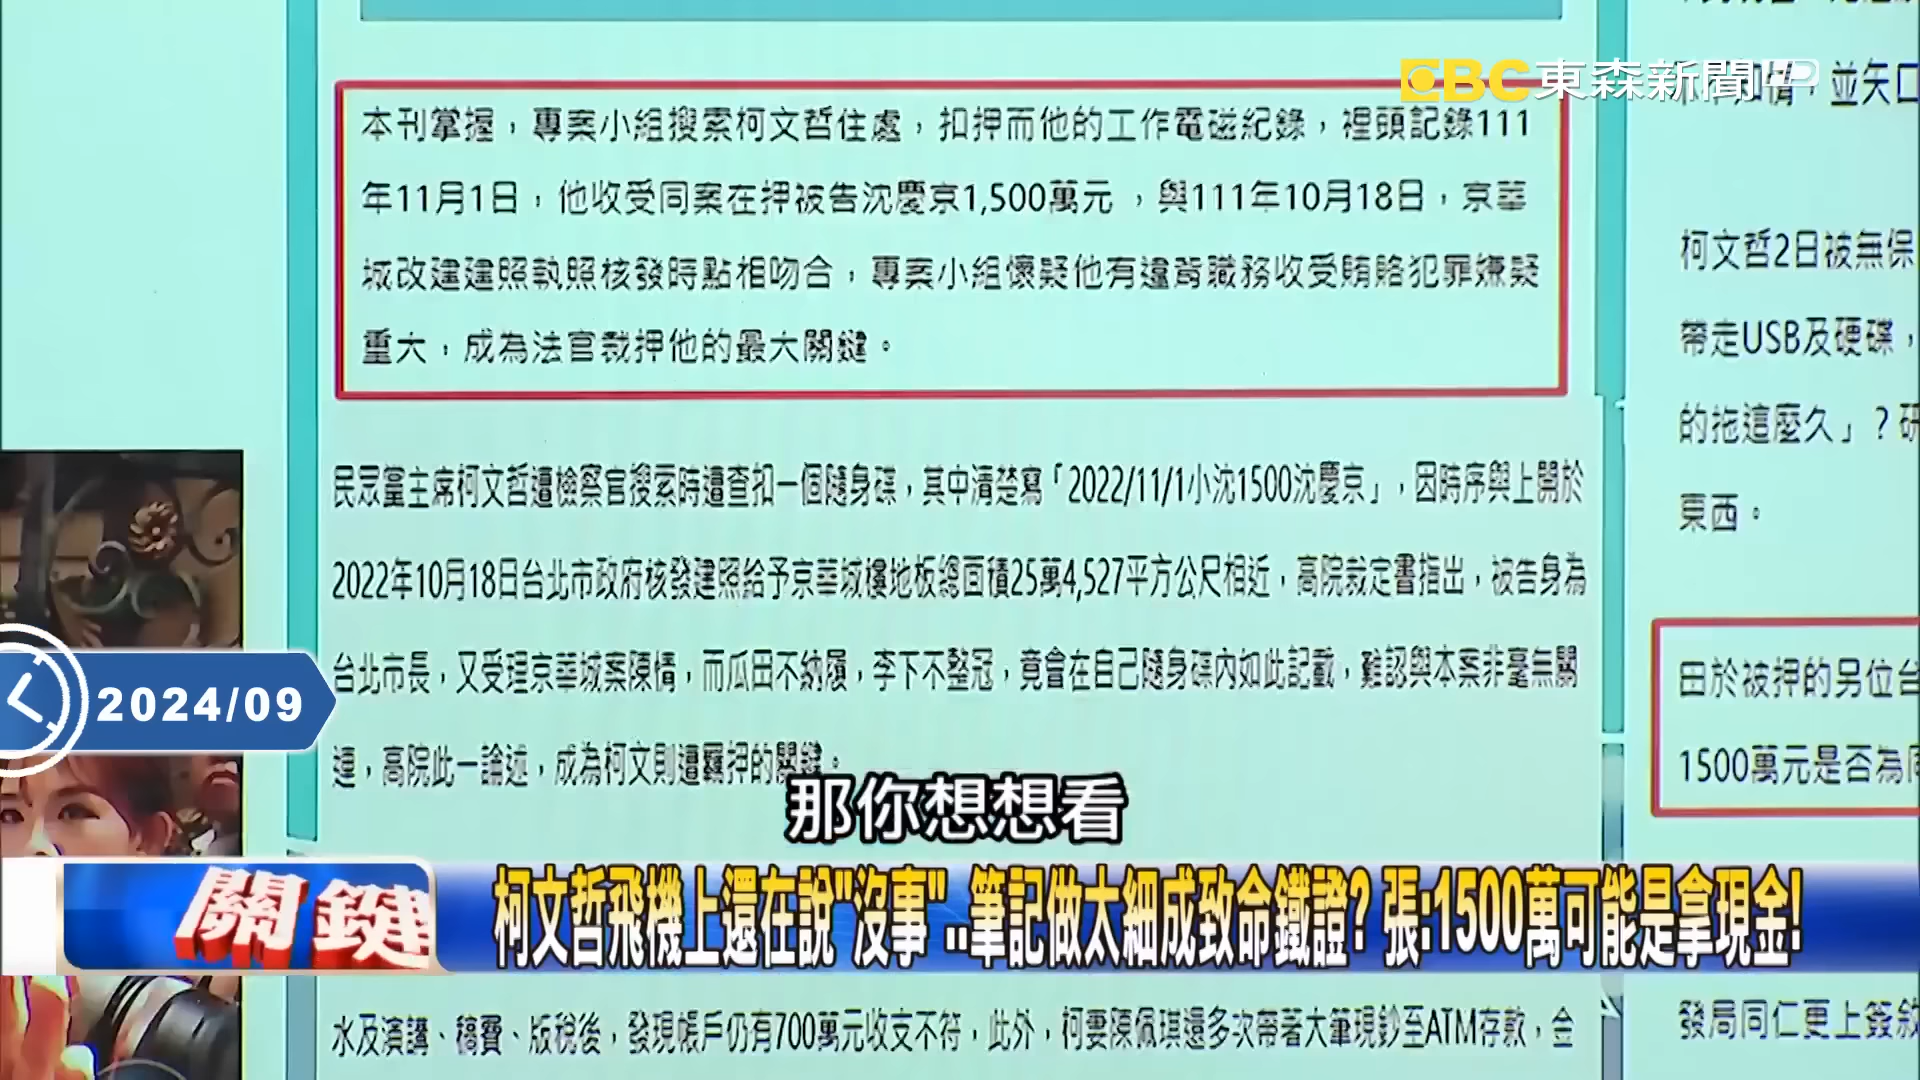 EBC東森新聞
本刊掌握，專案小組搜索柯文哲住處，扣押而他的工作電磁紀錄，裡頭記錄111
年11月1日，他收受同案在押被告沈慶京1,500萬元，與111年10月18日，京華
城改建建照執照核發時點相吻合，專案小組懷疑他有違背職務收受賄賂犯罪嫌疑
重大，成為法官裁押他的最大關鍵。
民眾黨主席柯文哲遭檢察官搜索時遭查扣一個隨身碟，其中清楚寫「2022/11/1小沈1500沈慶京」，因時序與上開於
2022年10月18日台北市政府核發建照給予京華城樓地板總面積25萬4,527平方公尺相近，高院裁定書指出，被告身為
台北市長，又受理京華城案陳情，而瓜田不納履，李下不整冠，竟會在自己隨身碟內如此記載，難認與本案非毫無關
連，高院此一論述，成為柯文則遭羈押的關鍵。
水及演講、稿費、版稅後，發現帳戶仍有700萬元收支不符，此外，柯妻陳佩琪還多次帶著大筆現鈔至ATM存款，金
並矢口
柯文哲2日被無保
帶走USB及硬碟，
的拖這麼久」？研
東西。
由於被押的另位台
1500萬元是否為同
發局同仁更上簽敘
2024/09
那你想想看
關鍵
柯文哲飛機上還在說"沒事"..筆記做太細成致命鐵證? 張:1500萬可能是拿現金!